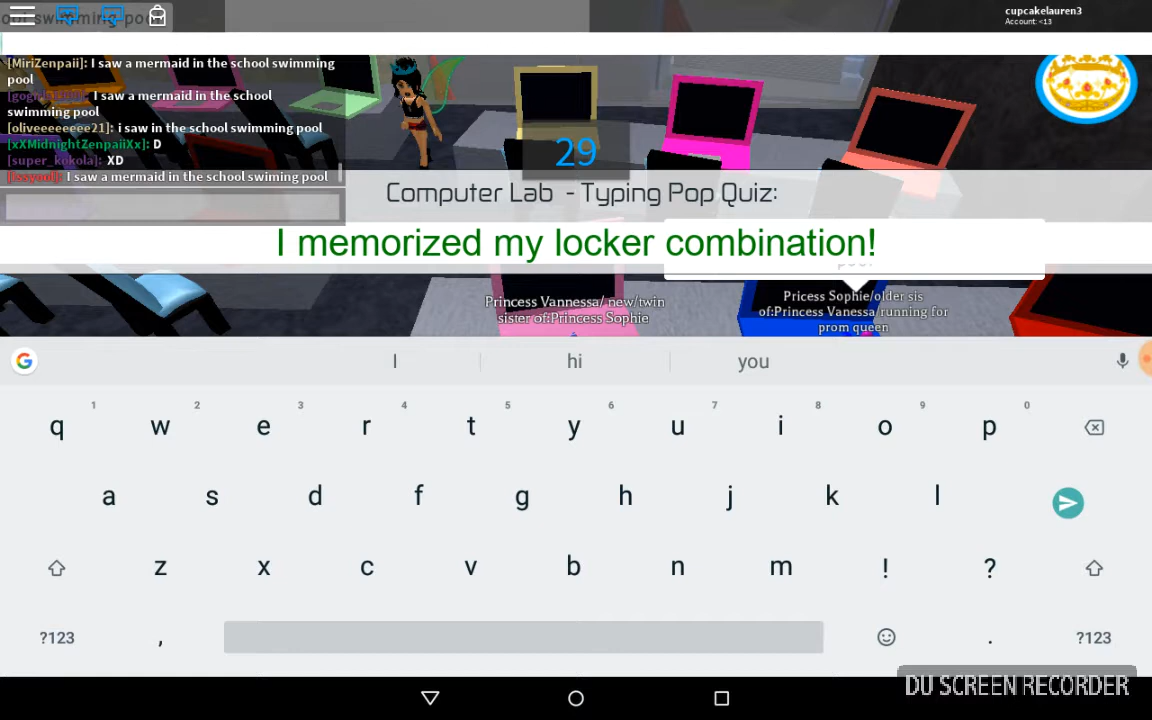 cupcakelauren3
Account: <13
[MiriZenpaii]: I saw a mermaid in the school swimming
pool
I saw a mermaid in the school
swimming pool
[oliveeeeeeee21]: i saw in the school swimming pool
[xXMidnightZenpaiiXx]: D
[super_kokola]: XD
I saw a mermaid in the school swiming pool
29
Computer Lab - Typing Pop Quiz:
I memorized my locker combination!
Princess Vannessa/ new/twin
sister of:Princess Sophie
Pricess Sophie/older sis
of:Princess Vanessa/running for
prom queen
I hi you
q 1 w 2 e 3 r 4 t 5 y 6 u 7 i 8 o 9 p 0
a s d f g h j k l
z x c v b n m ! ?
?123 , . ?123
DU SCREEN RECORDER